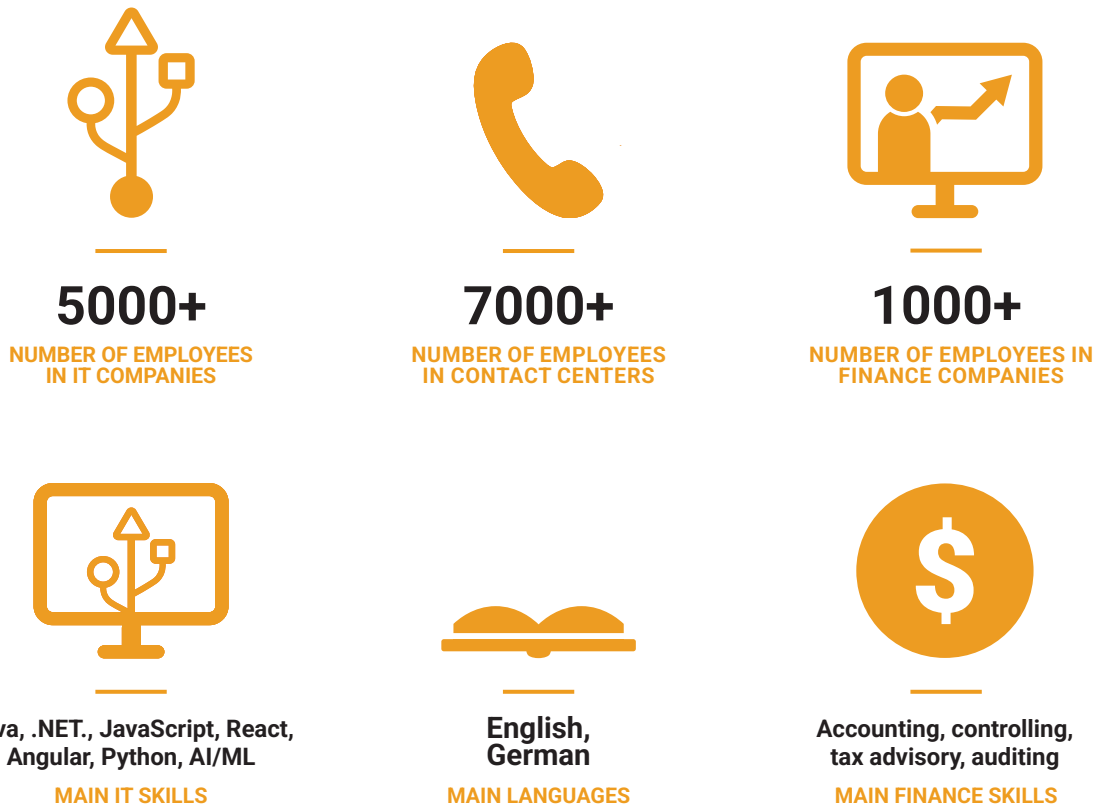 5000+
NUMBER OF EMPLOYEES
IN IT COMPANIES
7000+
NUMBER OF EMPLOYEES
IN CONTACT CENTERS
1000+
NUMBER OF EMPLOYEES IN
FINANCE COMPANIES
va, .NET., JavaScript, React,
Angular, Python, AI/ML
MAIN IT SKILLS
English,
German
MAIN LANGUAGES
$
Accounting, controlling,
tax advisory, auditing
MAIN FINANCE SKILLS